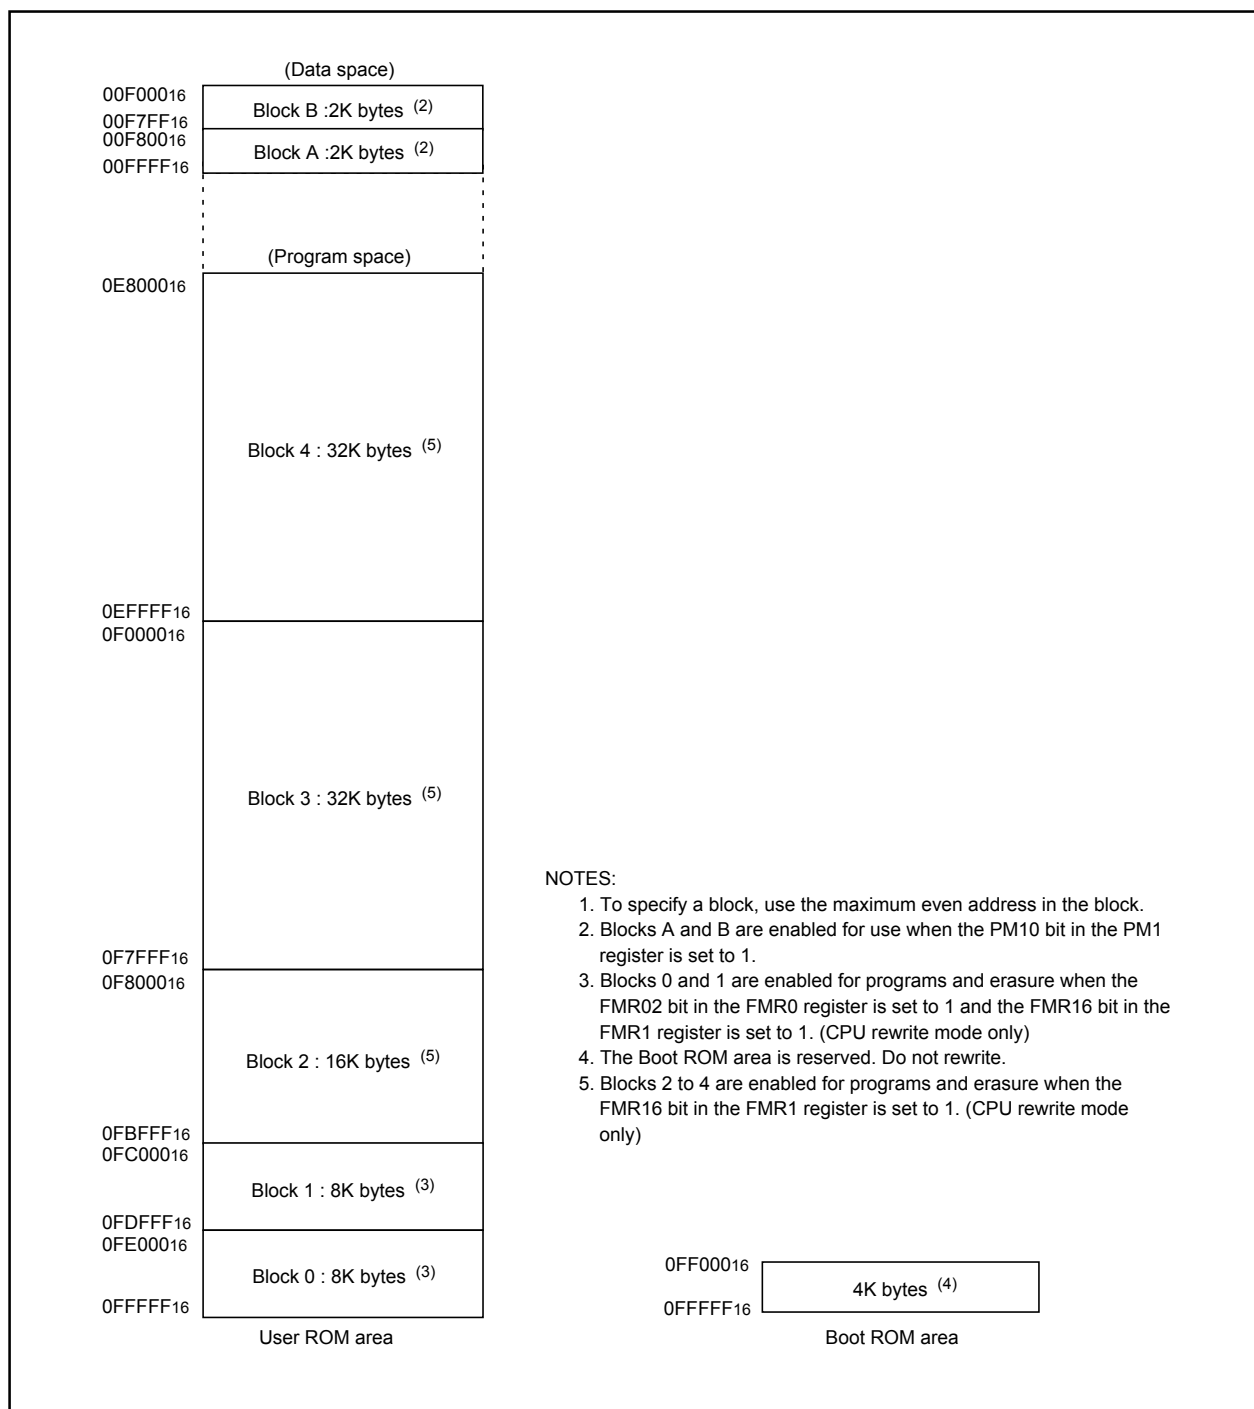 (Data space)
00F00016
Block B :2K bytes (2)
00F7FF16
00F80016
Block A :2K bytes (2)
00FFFF16
(Program space)
0E800016
Block 4 : 32K bytes (5)
0EFFFF16
0F000016
Block 3 : 32K bytes (5)
0F7FFF16
0F800016
Block 2 : 16K bytes (5)
0FBFFF16
0FC00016
Block 1 : 8K bytes (3)
0FDFFF16
0FE00016
Block 0 : 8K bytes (3)
0FFFFF16
User ROM area
NOTES:
1. To specify a block, use the maximum even address in the block.
2. Blocks A and B are enabled for use when the PM10 bit in the PM1
register is set to 1.
3. Blocks 0 and 1 are enabled for programs and erasure when the
FMR02 bit in the FMR0 register is set to 1 and the FMR16 bit in the
FMR1 register is set to 1. (CPU rewrite mode only)
4. The Boot ROM area is reserved. Do not rewrite.
5. Blocks 2 to 4 are enabled for programs and erasure when the
FMR16 bit in the FMR1 register is set to 1. (CPU rewrite mode
only)
0FF00016
4K bytes (4)
0FFFFF16
Boot ROM area